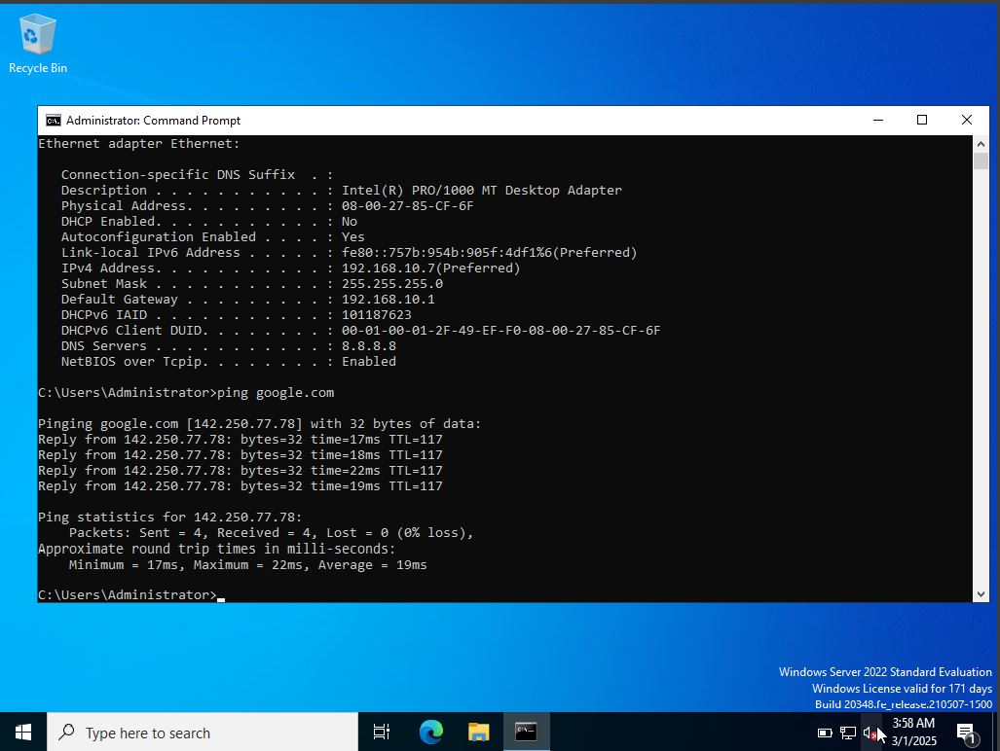 Recycle Bin
Administrator: Command Prompt
Ethernet adapter Ethernet:
Connection-specific DNS Suffix  . :
Description . . . . . . . . . . . : Intel(R) PRO/1000 MT Desktop Adapter
Physical Address. . . . . . . . . : 08-00-27-85-CF-6F
DHCP Enabled. . . . . . . . . . . : No
Autoconfiguration Enabled . . . . : Yes
Link-local IPv6 Address . . . . . : fe80::757b:954b:905f:4df1%6(Preferred)
IPv4 Address. . . . . . . . . . . : 192.168.10.7(Preferred)
Subnet Mask . . . . . . . . . . . : 255.255.255.0
Default Gateway . . . . . . . . . : 192.168.10.1
DHCPv6 IAID . . . . . . . . . . . : 101187623
DHCPv6 Client DUID. . . . . . . . : 00-01-00-01-2F-49-EF-F0-08-00-27-85-CF-6F
DNS Servers . . . . . . . . . . . : 8.8.8.8
NetBIOS over Tcpip. . . . . . . . : Enabled
C:\Users\Administrator>ping google.com
Pinging google.com [142.250.77.78] with 32 bytes of data:
Reply from 142.250.77.78: bytes=32 time=17ms TTL=117
Reply from 142.250.77.78: bytes=32 time=18ms TTL=117
Reply from 142.250.77.78: bytes=32 time=22ms TTL=117
Reply from 142.250.77.78: bytes=32 time=19ms TTL=117
Ping statistics for 142.250.77.78:
Packets: Sent = 4, Received = 4, Lost = 0 (0% loss),
Approximate round trip times in milli-seconds:
Minimum = 17ms, Maximum = 22ms, Average = 19ms
C:\Users\Administrator>
Windows Server 2022 Standard Evaluation
Windows License valid for 171 days
Build 20348.fe_release.210507-1500
Type here to search
3:58 AM
3/1/2025
1